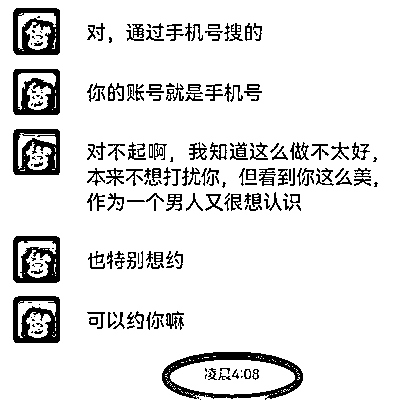 对，通过手机号搜的
你的账号就是手机号
对不起啊，我知道这么做不太好，
本来不想打扰你，但看到你这么美，
作为一个男人又很想认识
也特别想约
可以约你嘛
凌晨4:08